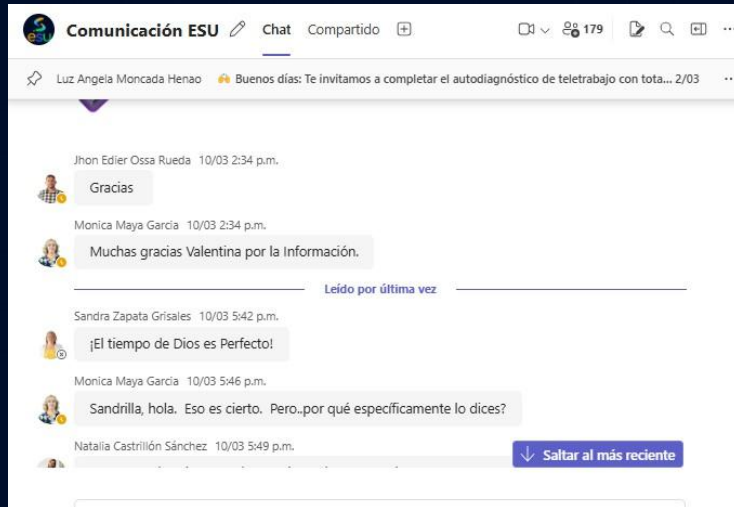 esu
Comunicación ESU Chat Compartido 179
Luz Angela Moncada Henao Buenos días: Te invitamos a completar el autodiagnóstico de teletrabajo con tota... 2/03
Jhon Edier Ossa Rueda 10/03 2:34 p.m.
Gracias
Monica Maya Garcia 10/03 2:34 p.m.
Muchas gracias Valentina por la Información.
Leído por última vez
Sandra Zapata Grisales 10/03 5:42 p.m.
¡El tiempo de Dios es Perfecto!
Monica Maya Garcia 10/03 5:46 p.m.
Sandrilla, hola. Eso es cierto. Pero..por qué específicamente lo dices?
Natalia Castrillón Sánchez 10/03 5:49 p.m.
Saltar al más reciente